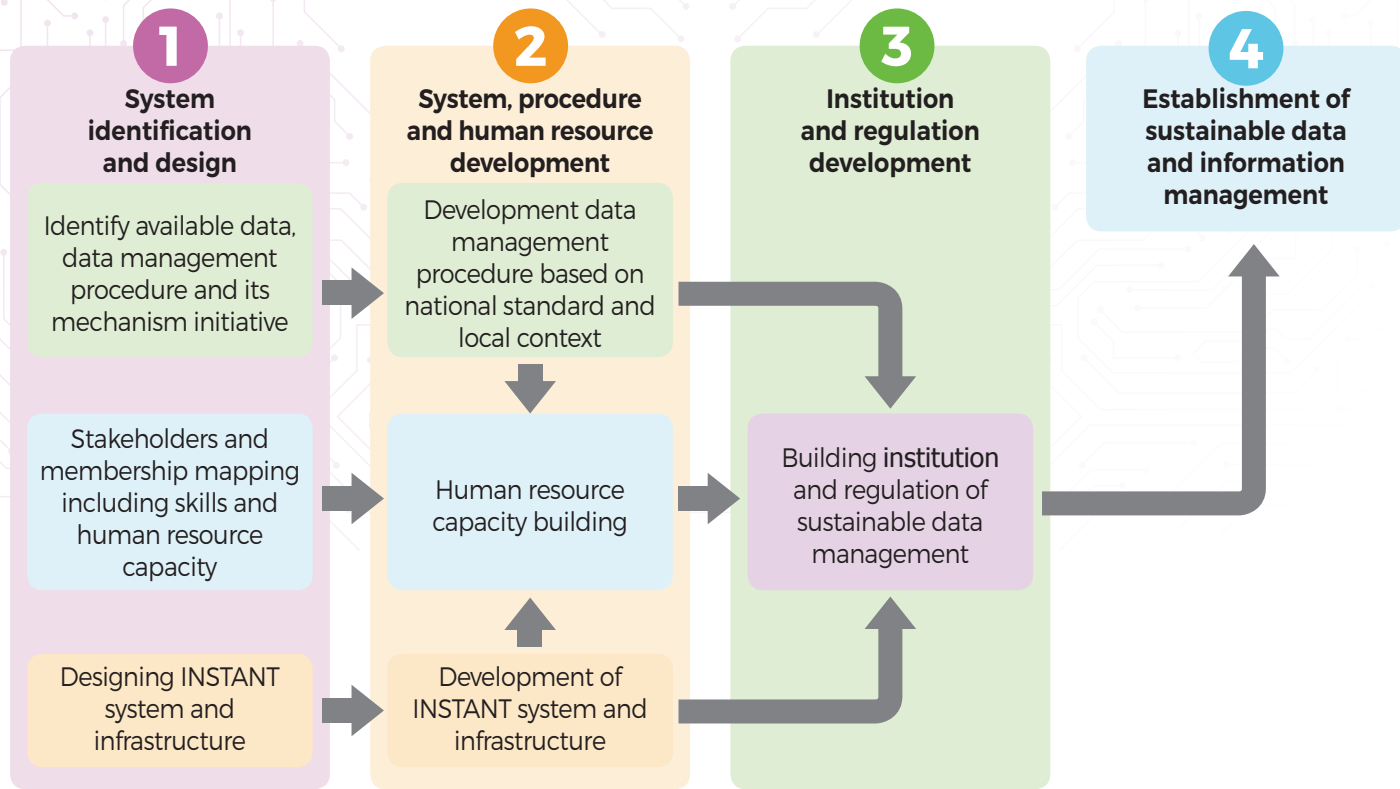 1
System
identification
and design
Identify available data,
data management
procedure and its
mechanism initiative
Stakeholders and
membership mapping
including skills and
human resource
capacity
Designing INSTANT
system and
infrastructure
2
System, procedure
and human resource
development
Development data
management
procedure based on
national standard and
local context
Human resource
capacity building
Development of
INSTANT system and
infrastructure
3
Institution
and regulation
development
Building institution
and regulation of
sustainable data
management
4
Establishment of
sustainable data
and information
management